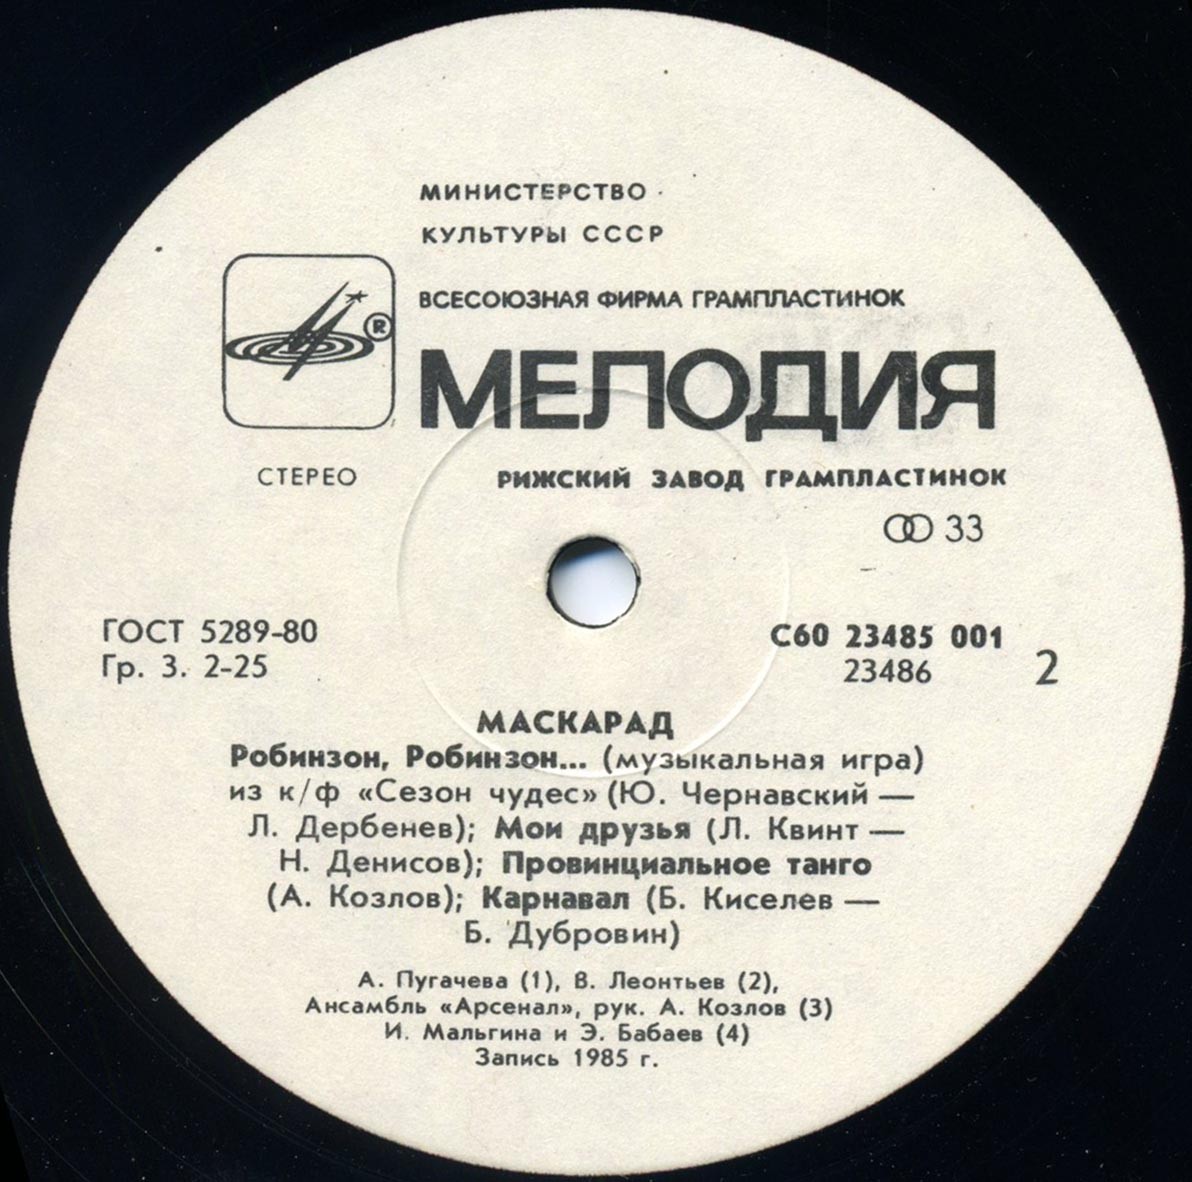 МИНИСТЕРСТВО
КУЛЬТУРЫ СССР
ВСЕСОЮЗНАЯ ФИРМА ГРАМПЛАСТИНОК
®
МЕЛОДИЯ
СТЕРЕО
РИЖСКИЙ ЗАВОД ГРАМПЛАСТИНОК
33
ГОСТ 5289-80
Гр. 3. 2-25
С60 23485 001
23486
2
МАСКАРАД
Робинзон, Робинзон... (музыкальная игра)
из к/ф «Сезон чудес» (Ю. Чернавский —
Л. Дербенев); Мои друзья (Л. Квинт —
Н. Денисов); Провинциальное танго
(А. Козлов); Карнавал (Б. Киселев —
Б. Дубровин)
А. Пугачева (1), В. Леонтьев (2),
Ансамбль «Арсенал», рук. А. Козлов (3)
И. Мальгина и Э. Бабаев (4)
Запись 1985 г.